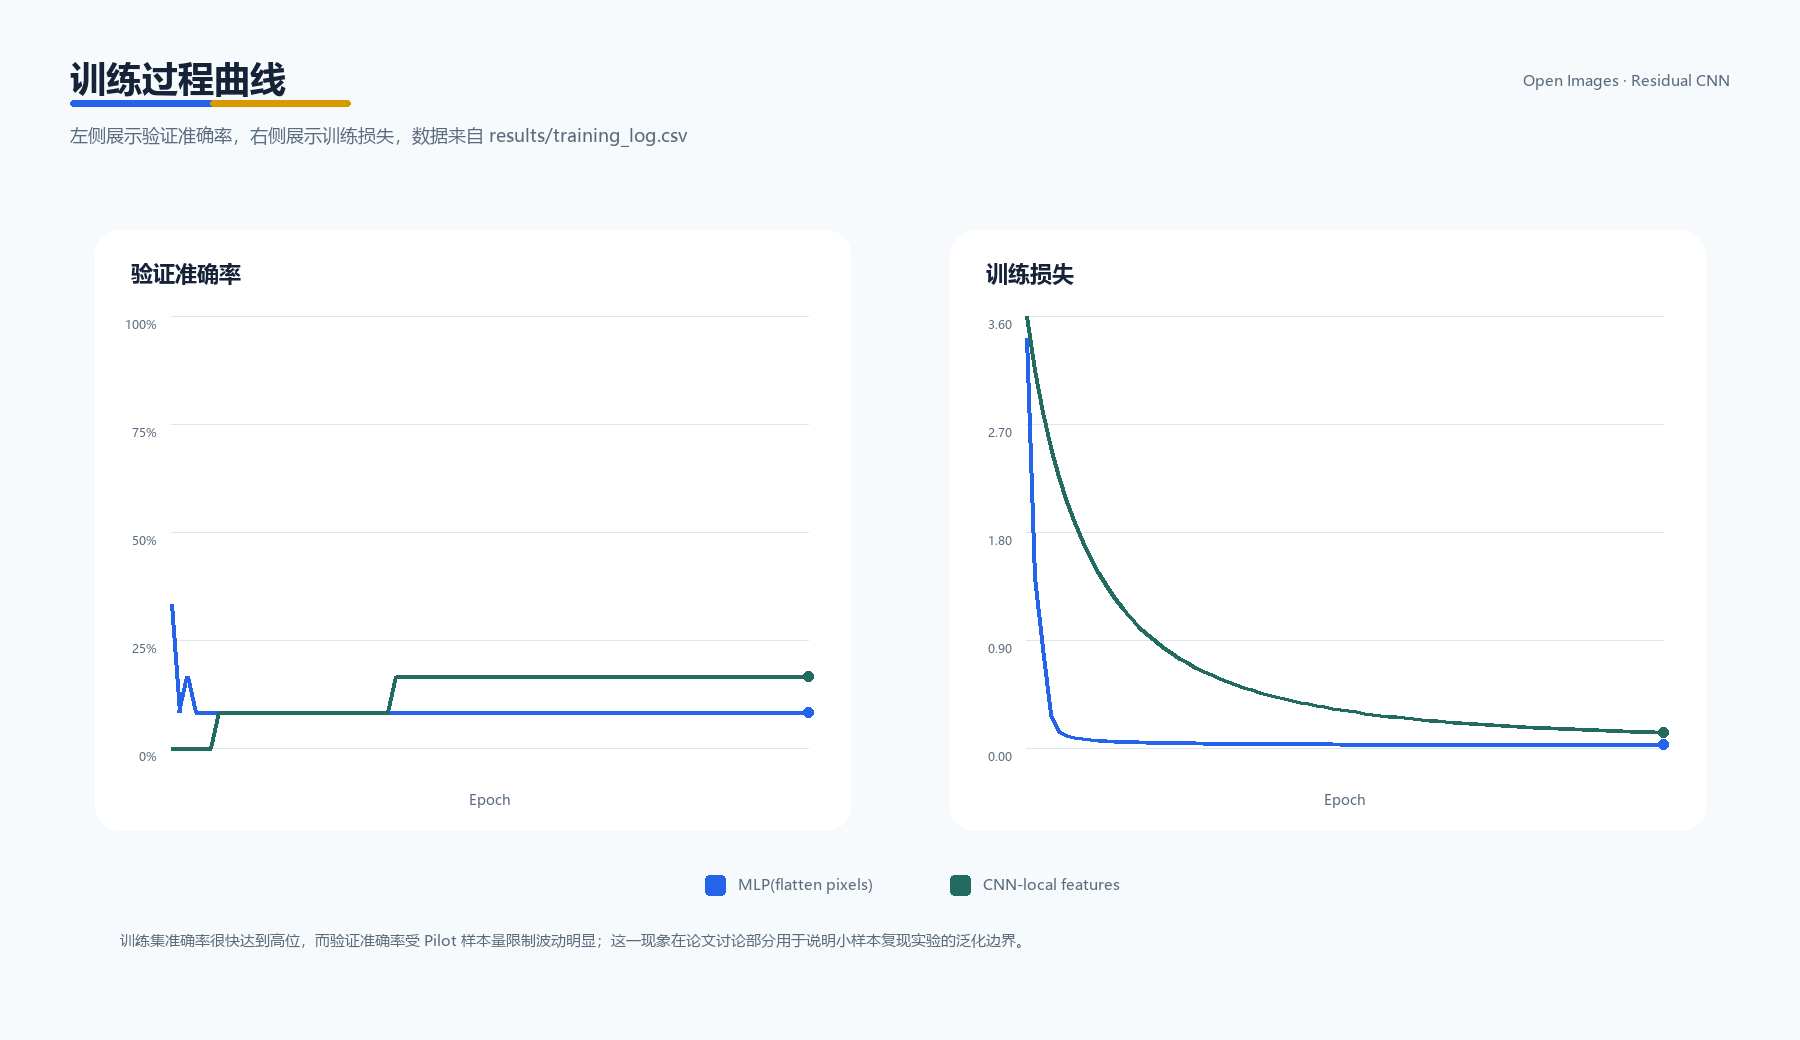 训练过程曲线
Open Images · Residual CNN
左侧展示验证准确率，右侧展示训练损失，数据来自 results/training_log.csv
验证准确率
100%
75%
50%
25%
0%
Epoch
训练损失
3.60
2.70
1.80
0.90
0.00
Epoch
MLP(flatten pixels)
CNN-local features
训练集准确率很快达到高位，而验证准确率受 Pilot 样本量限制波动明显；这一现象在论文讨论部分用于说明小样本复现实验的泛化边界。